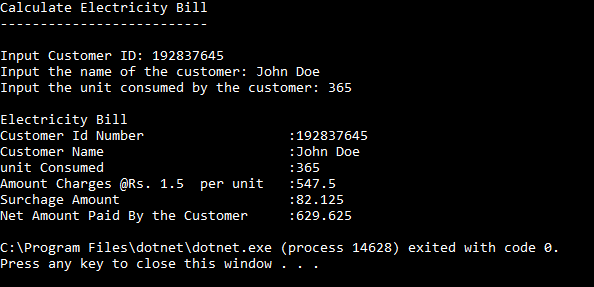 Calculate Electricity Bill
--------------------------
Input Customer ID: 192837645
Input the name of the customer: John Doe
Input the unit consumed by the customer: 365
Electricity Bill
Customer Id Number                  :192837645
Customer Name                       :John Doe
unit Consumed                       :365
Amount Charges @Rs. 1.5  per unit   :547.5
Surchage Amount                     :82.125
Net Amount Paid By the Customer     :629.625
C:\Program Files\dotnet\dotnet.exe (process 14628) exited with code 0.
Press any key to close this window . . .